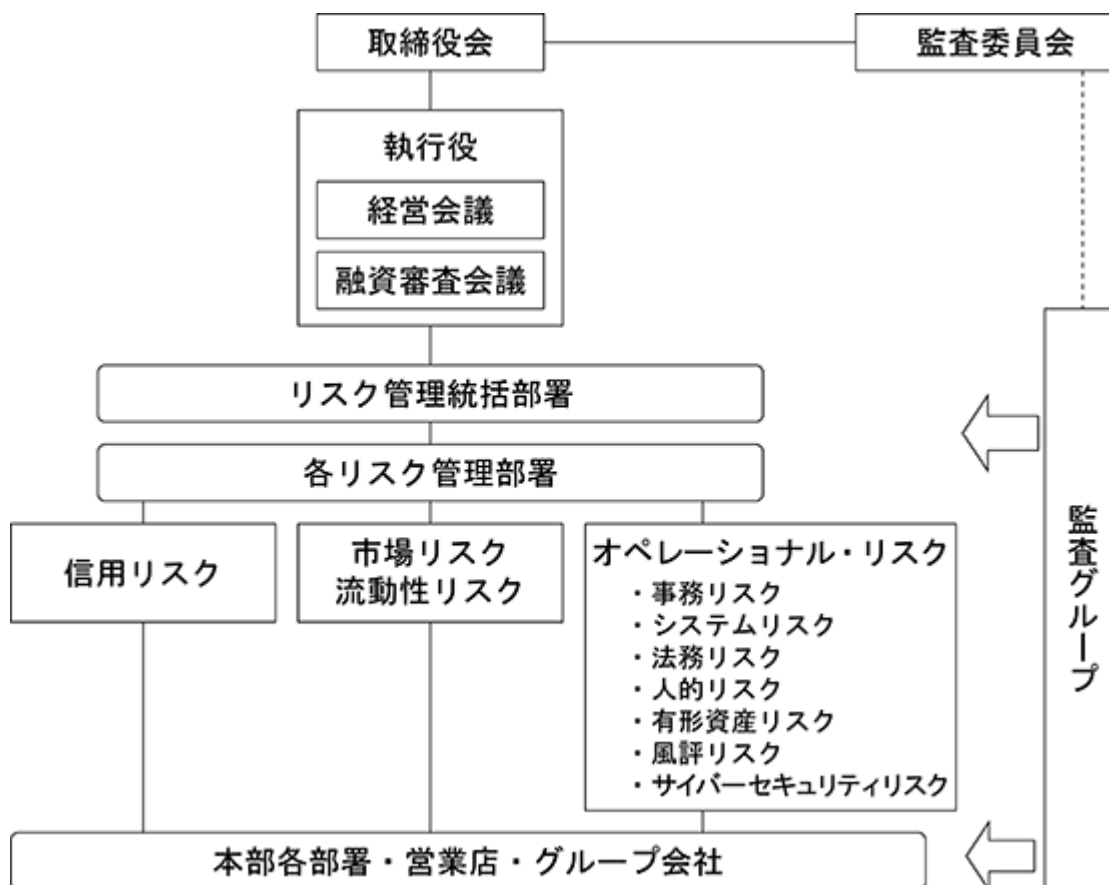 取締役会
監査委員会
執行役
経営会議
融資審査会議
リスク管理統括部署
各リスク管理部署
信用リスク
市場リスク
流動性リスク
オペレーショナル・リスク
・事務リスク
・システムリスク
・法務リスク
・人的リスク
・有形資産リスク
・風評リスク
・サイバーセキュリティリスク
監査グループ
本部各部署・営業店・グループ会社